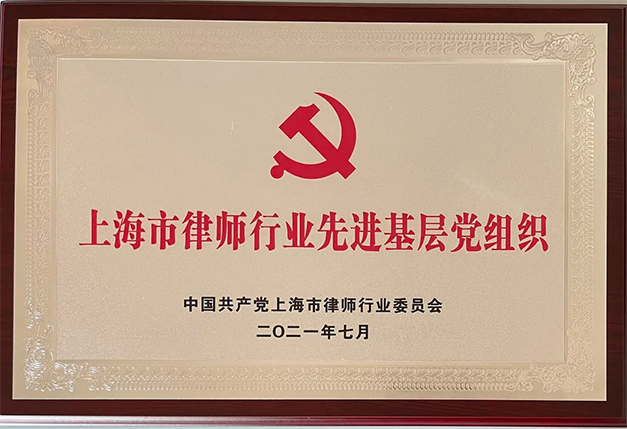 上海市律师行业先进基层党组织
中国共产党上海市律师行业委员会
二〇二一年七月